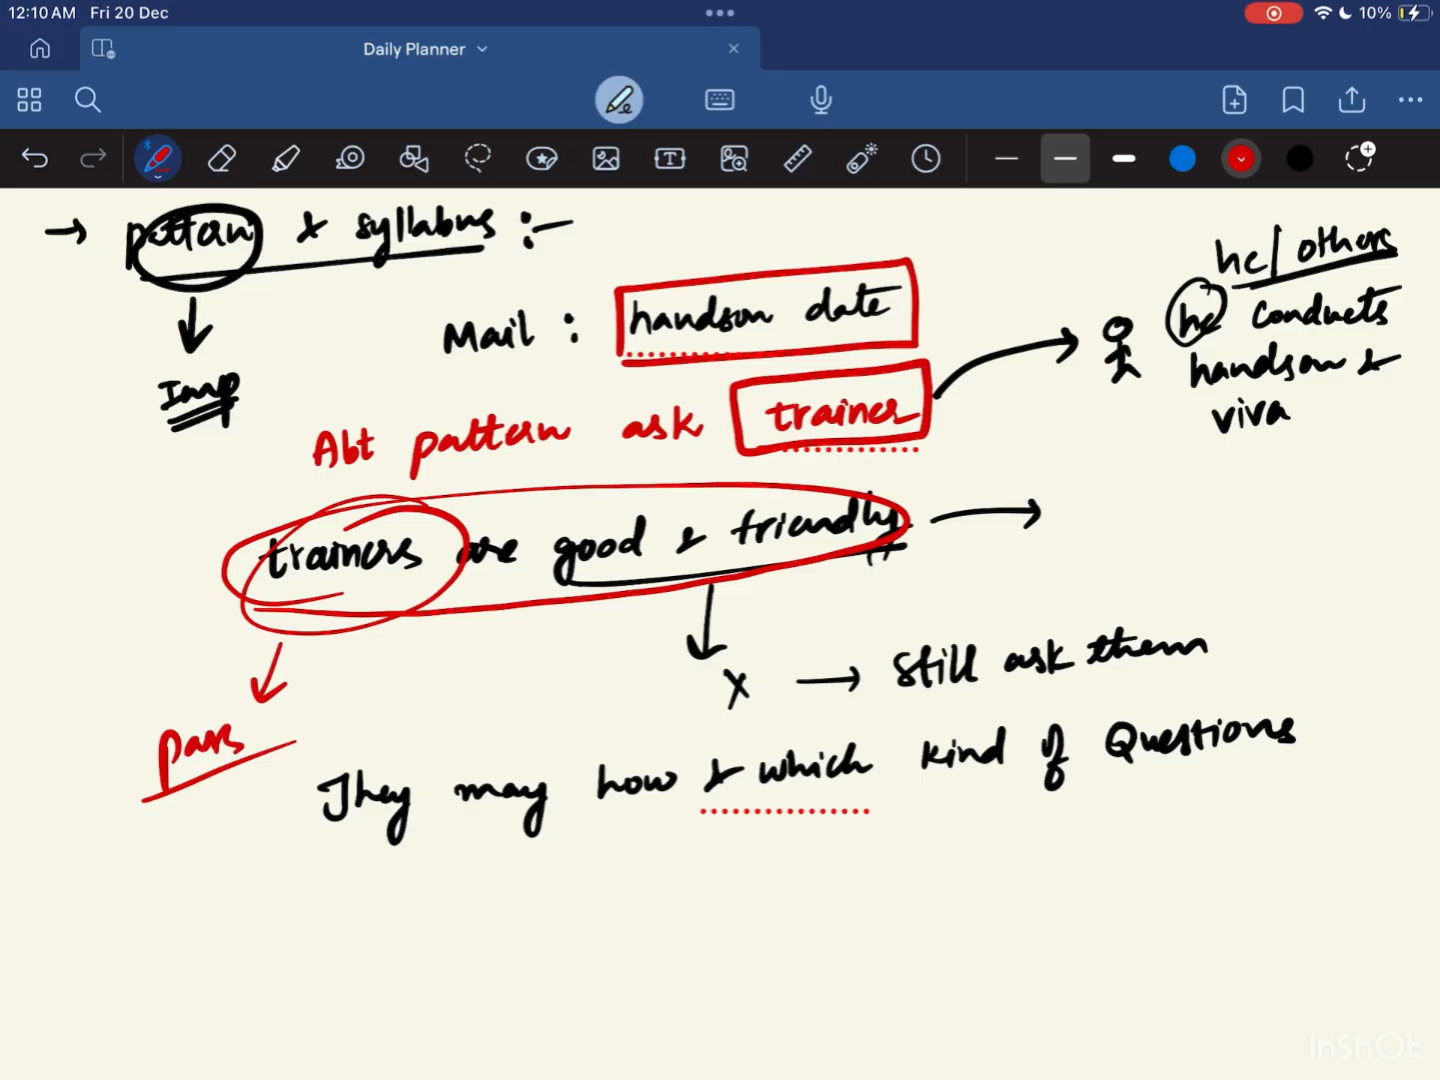 12:10 AM Fri 20 Dec
10%
Daily Planner
→ pattern & syllabus :-
he/others
Mail : handson date
he conducts
handson &
viva
Imp
Abt pattern ask trainer
trainers are good & friendly →
X → Still ask them
Pass
They may how & which kind of Questions
InShOt